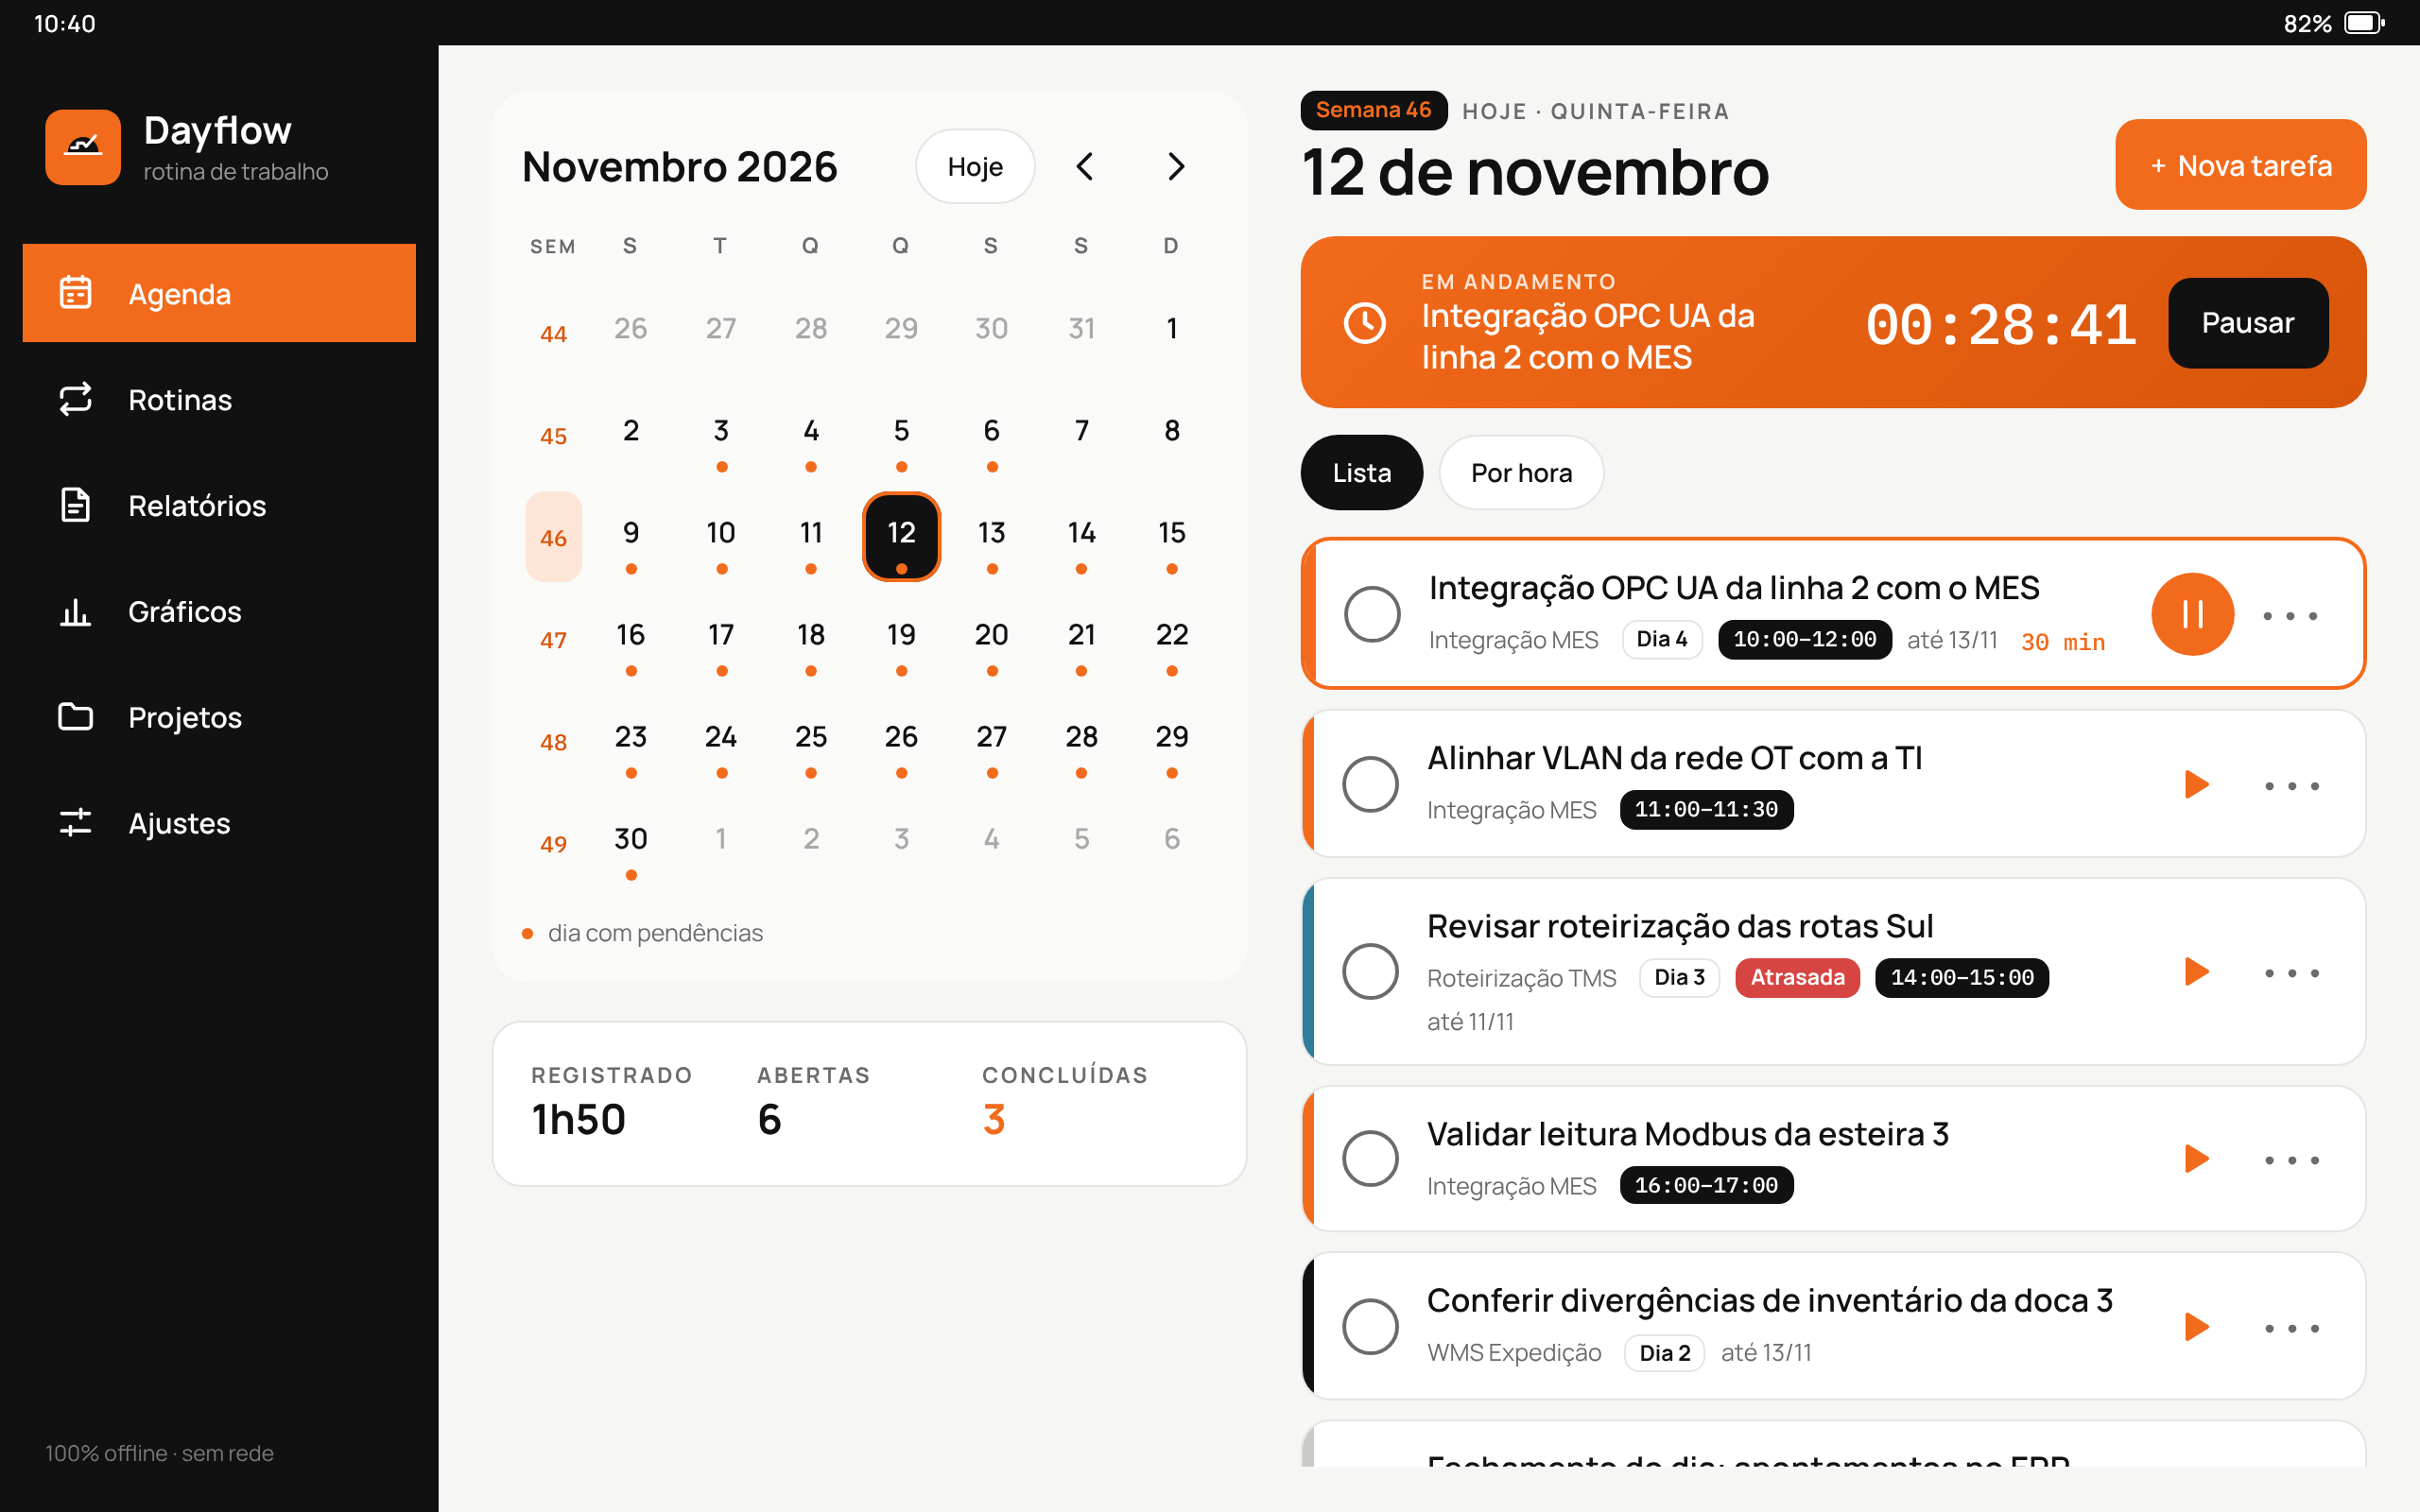 10:40
82%
Dayflow
rotina de trabalho
Agenda
Rotinas
Relatórios
Gráficos
Projetos
Ajustes
100% offline · sem rede
Novembro 2026
Hoje
SEM S T Q Q S S D
44 26 27 28 29 30 31 1
45 2 3 4 5 6 7 8
46 9 10 11 12 13 14 15
47 16 17 18 19 20 21 22
48 23 24 25 26 27 28 29
49 30 1 2 3 4 5 6
dia com pendências
REGISTRADO ABERTAS CONCLUÍDAS
1h50 6 3
Semana 46 HOJE · QUINTA-FEIRA
12 de novembro
+ Nova tarefa
EM ANDAMENTO
Integração OPC UA da
linha 2 com o MES
00:28:41
Pausar
Lista Por hora
Integração OPC UA da linha 2 com o MES
Integração MES Dia 4 10:00–12:00 até 13/11 30 min
Alinhar VLAN da rede OT com a TI
Integração MES 11:00–11:30
Revisar roteirização das rotas Sul
Roteirização TMS Dia 3 Atrasada 14:00–15:00
até 11/11
Validar leitura Modbus da esteira 3
Integração MES 16:00–17:00
Conferir divergências de inventário da doca 3
WMS Expedição Dia 2 até 13/11
Fechamento do dia: apontamentos no ERP